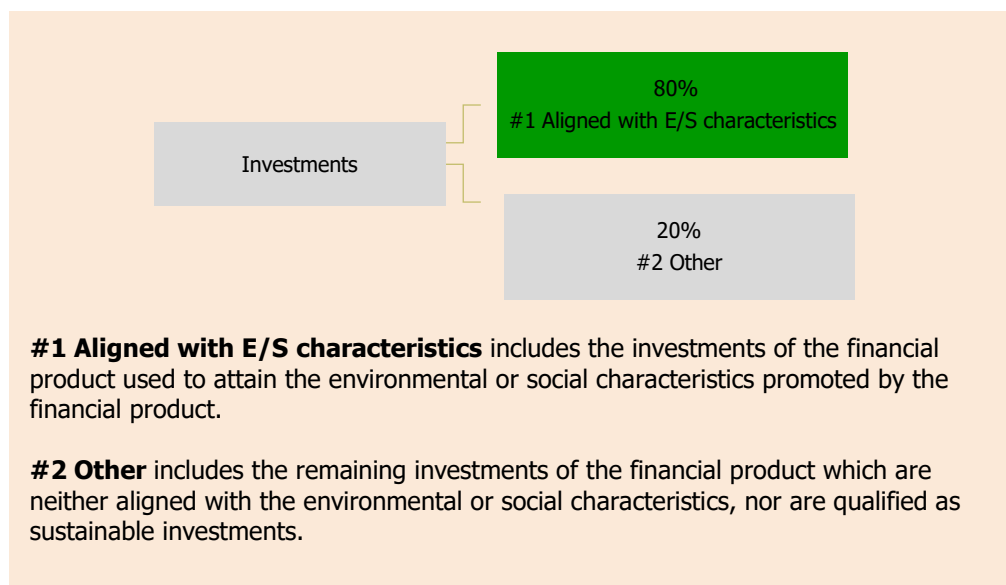 80%
#1 Aligned with E/S characteristics
Investments
20%
#2 Other
#1 Aligned with E/S characteristics includes the investments of the financial
product used to attain the environmental or social characteristics promoted by the
financial product.
#2 Other includes the remaining investments of the financial product which are
neither aligned with the environmental or social characteristics, nor are qualified as
sustainable investments.